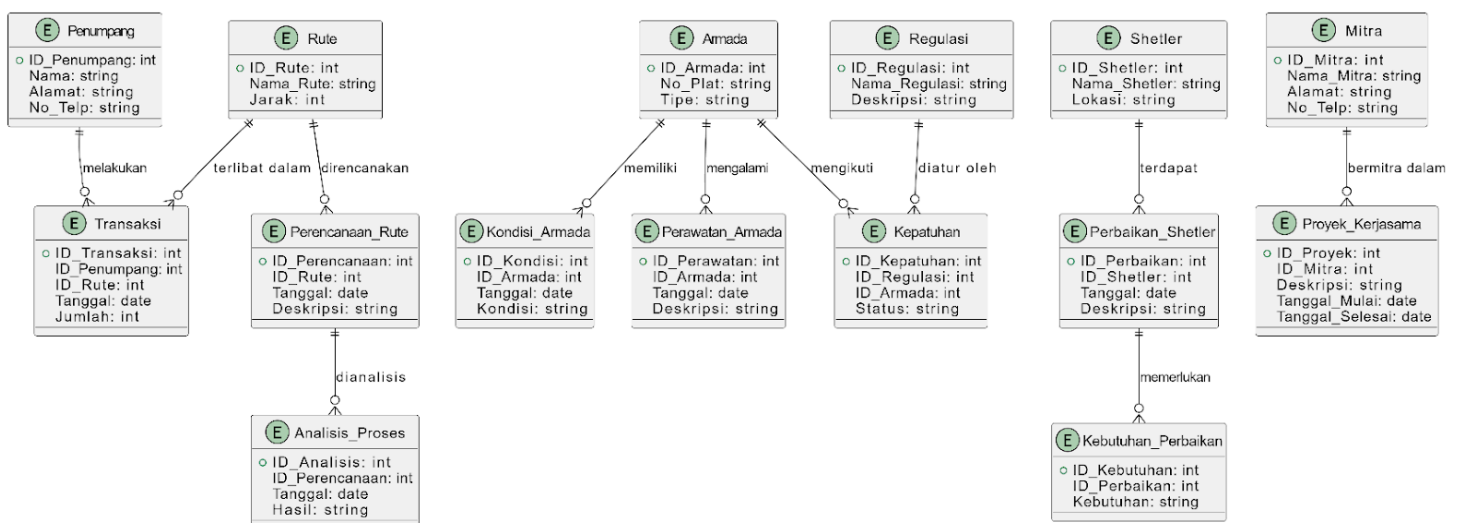 E Penumpang
ID_Penumpang: int
Nama: string
Alamat: string
No_Telp: string
E Rute
ID_Rute: int
Nama_Rute: string
Jarak: int
E Armada
ID_Armada: int
No_Plat: string
Tipe: string
E Regulasi
ID_Regulasi: int
Nama_Regulasi: string
Deskripsi: string
E Shetler
ID_Shetler: int
Nama_Shetler: string
Lokasi: string
E Mitra
ID_Mitra: int
Nama_Mitra: string
Alamat: string
No_Telp: string
melakukan
terlibat dalam
direncanakan
memiliki
mengalami
mengikuti
diatur oleh
terdapat
bermitra dalam
E Transaksi
ID_Transaksi: int
ID_Penumpang: int
ID_Rute: int
Tanggal: date
Jumlah: int
E Perencanaan_Rute
ID_Perencanaan: int
ID_Rute: int
Tanggal: date
Deskripsi: string
E Kondisi_Armada
ID_Kondisi: int
ID_Armada: int
Tanggal: date
Kondisi: string
E Perawatan_Armada
ID_Perawatan: int
ID_Armada: int
Tanggal: date
Deskripsi: string
E Kepatuhan
ID_Kepatuhan: int
ID_Regulasi: int
ID_Armada: int
Status: string
E Perbaikan_Shetler
ID_Perbaikan: int
ID_Shetler: int
Tanggal: date
Deskripsi: string
E Proyek_Kerjasama
ID_Proyek: int
ID_Mitra: int
Deskripsi: string
Tanggal_Mulai: date
Tanggal_Selesai: date
dianalisis
memerlukan
E Analisis_Proses
ID_Analisis: int
ID_Perencanaan: int
Tanggal: date
Hasil: string
E Kebutuhan_Perbaikan
ID_Kebutuhan: int
ID_Perbaikan: int
Kebutuhan: string